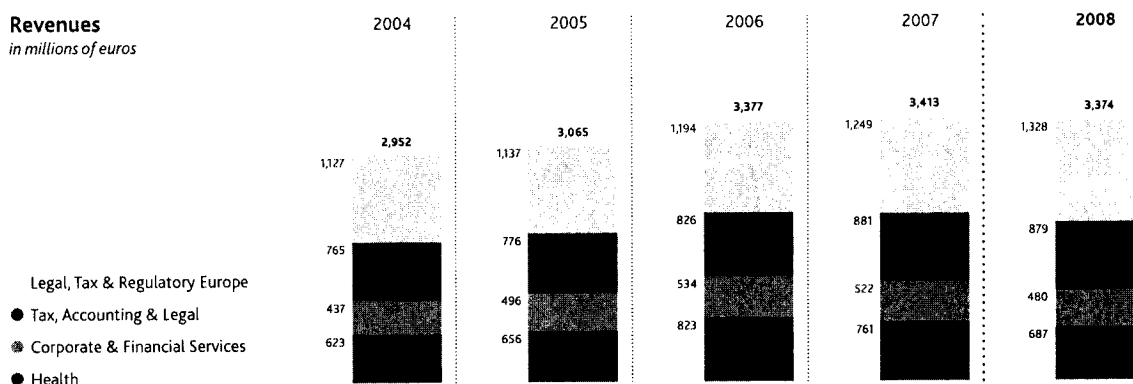 Revenues
in millions of euros
2004 2005 2006 2007 2008
2,952 3,065 3,377 3,413 3,374
1,127 1,137 1,194 1,249 1,328
765 776 826 881 879
437 496 534 522 480
623 656 823 761 687
Legal, Tax & Regulatory Europe
Tax, Accounting & Legal
Corporate & Financial Services
Health